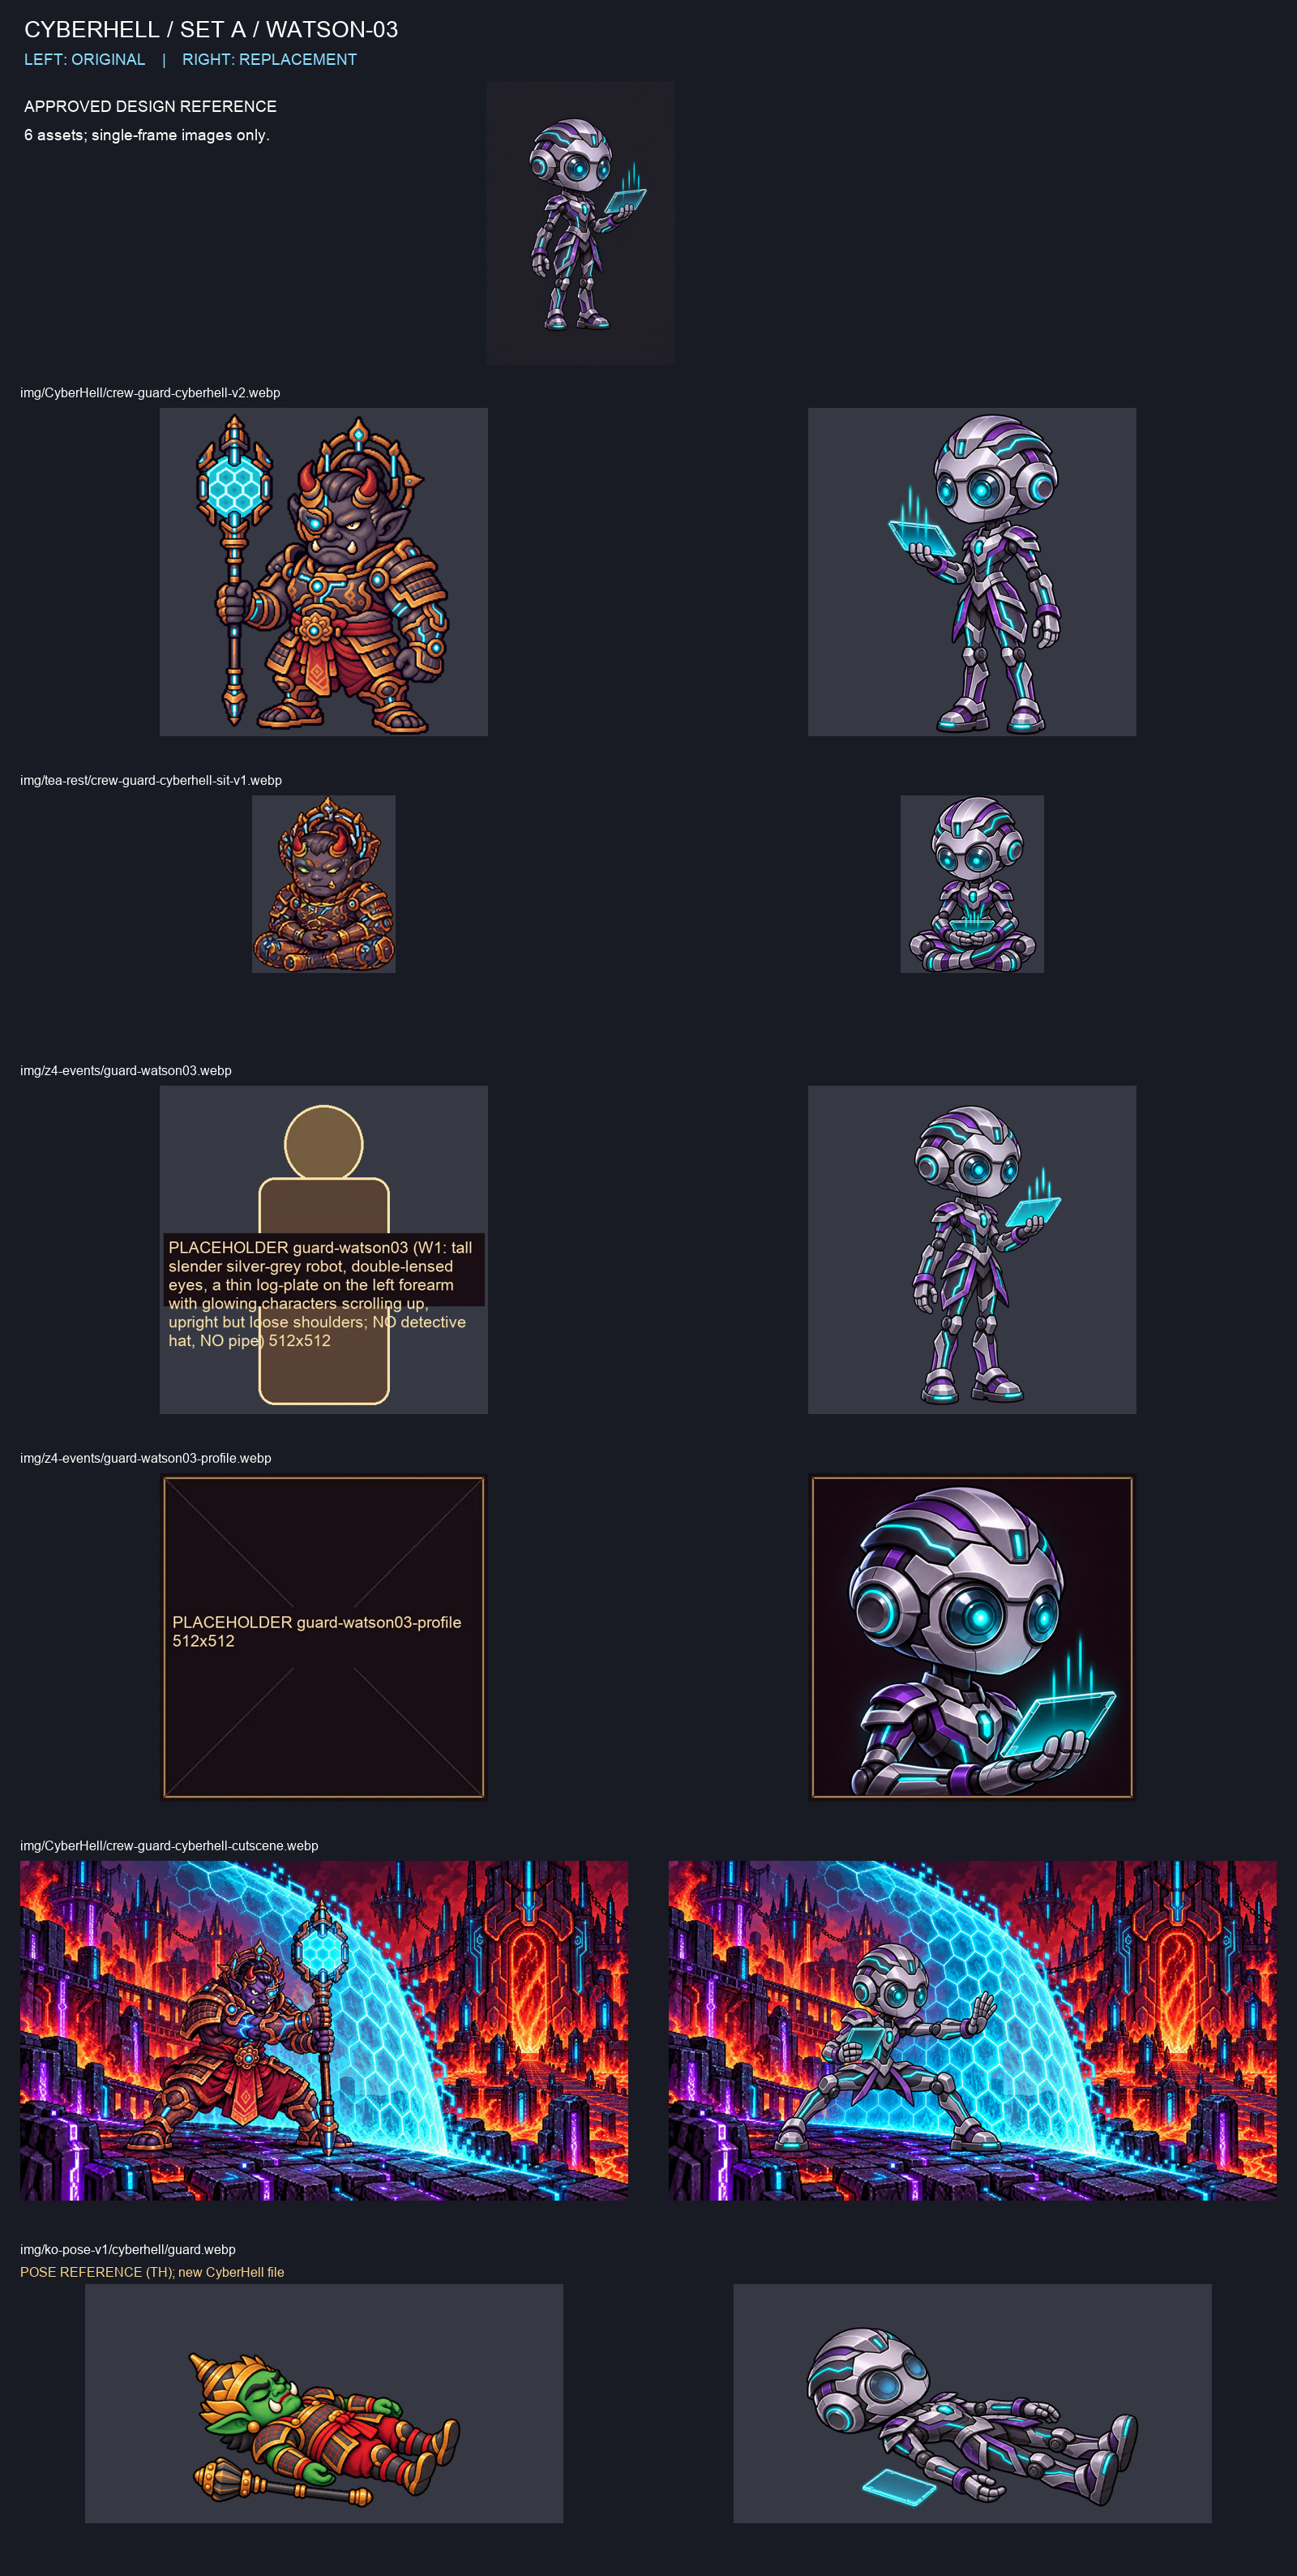 CYBERHELL / SET A / WATSON-03
LEFT: ORIGINAL | RIGHT: REPLACEMENT
APPROVED DESIGN REFERENCE
6 assets; single-frame images only.
img/CyberHell/crew-guard-cyberhell-v2.webp
img/tea-rest/crew-guard-cyberhell-sit-v1.webp
img/z4-events/guard-watson03.webp
PLACEHOLDER guard-watson03 (W1: tall
slender silver-grey robot, double-lensed
eyes, a thin log-plate on the left forearm
with glowing characters scrolling up,
upright but loose shoulders; NO detective
hat, NO pipe) 512x512
img/z4-events/guard-watson03-profile.webp
PLACEHOLDER guard-watson03-profile
512x512
img/CyberHell/crew-guard-cyberhell-cutscene.webp
img/ko-pose-v1/cyberhell/guard.webp
POSE REFERENCE (TH); new CyberHell file